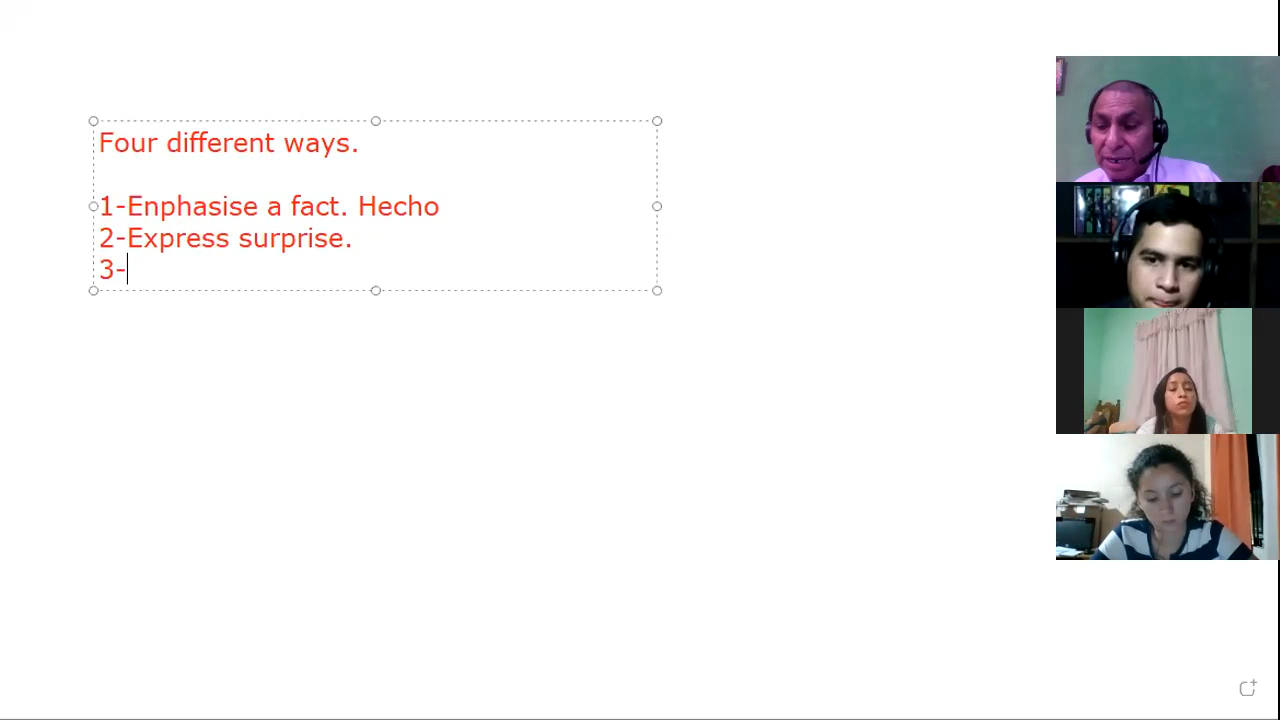 Four different ways.
1-Enphasise a fact. Hecho
2-Express surprise.
3-